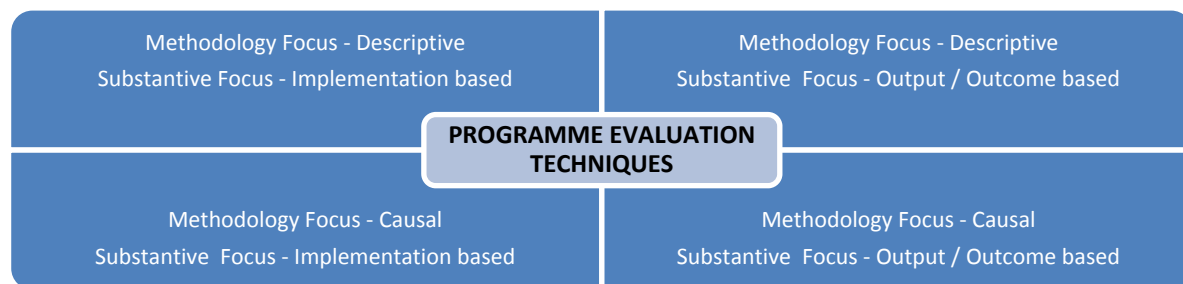 Methodology Focus - Descriptive
Substantive Focus - Implementation based
Methodology Focus - Descriptive
Substantive Focus - Output / Outcome based
PROGRAMME EVALUATION
TECHNIQUES
Methodology Focus - Causal
Substantive Focus - Implementation based
Methodology Focus - Causal
Substantive Focus - Output / Outcome based